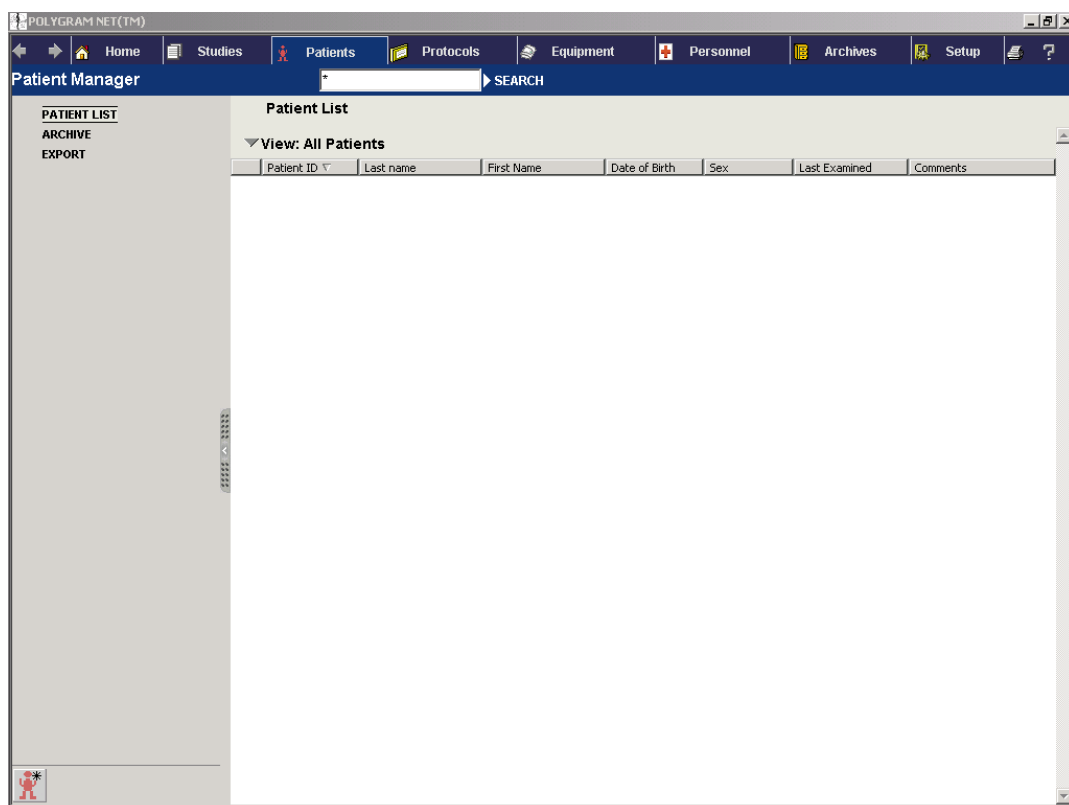 POLYGRAM NET(TM)
Home Studies Patients Protocols Equipment Personnel Archives Setup ?
Patient Manager * SEARCH
PATIENT LIST
ARCHIVE
EXPORT
Patient List
View: All Patients
Patient ID Last name First Name Date of Birth Sex Last Examined Comments